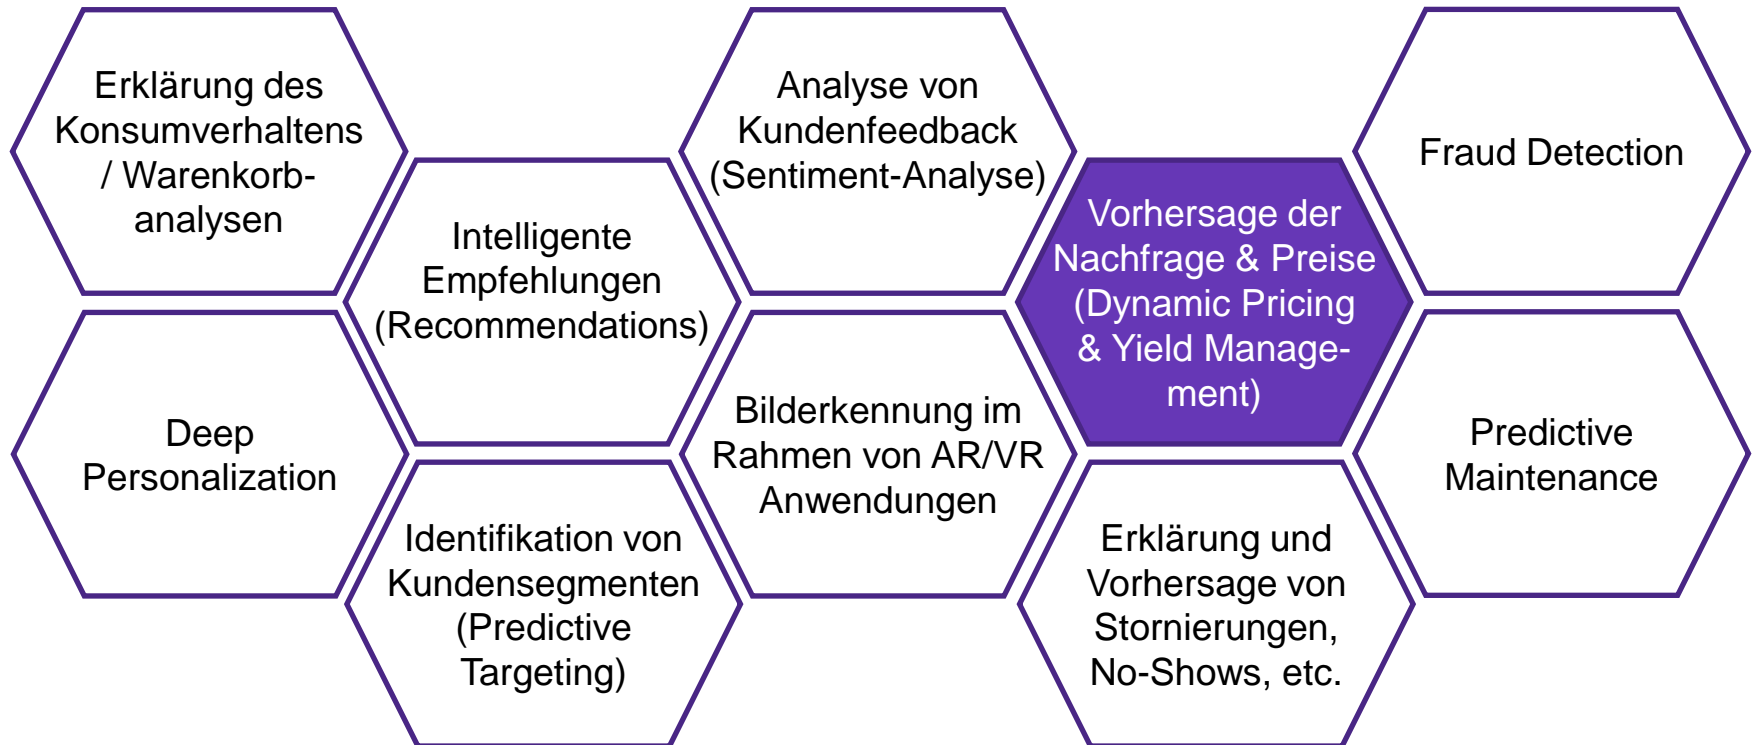 Erklärung des
Konsumverhaltens
/ Warenkorb-
analysen
Deep
Personalization
Intelligente
Empfehlungen
(Recommendations)
Identifikation von
Kundensegmenten
(Predictive
Targeting)
Analyse von
Kundenfeedback
(Sentiment-Analyse)
Bilderkennung im
Rahmen von AR/VR
Anwendungen
Vorhersage der
Nachfrage & Preise
(Dynamic Pricing
& Yield Manage-
ment)
Erklärung und
Vorhersage von
Stornierungen,
No-Shows, etc.
Fraud Detection
Predictive
Maintenance